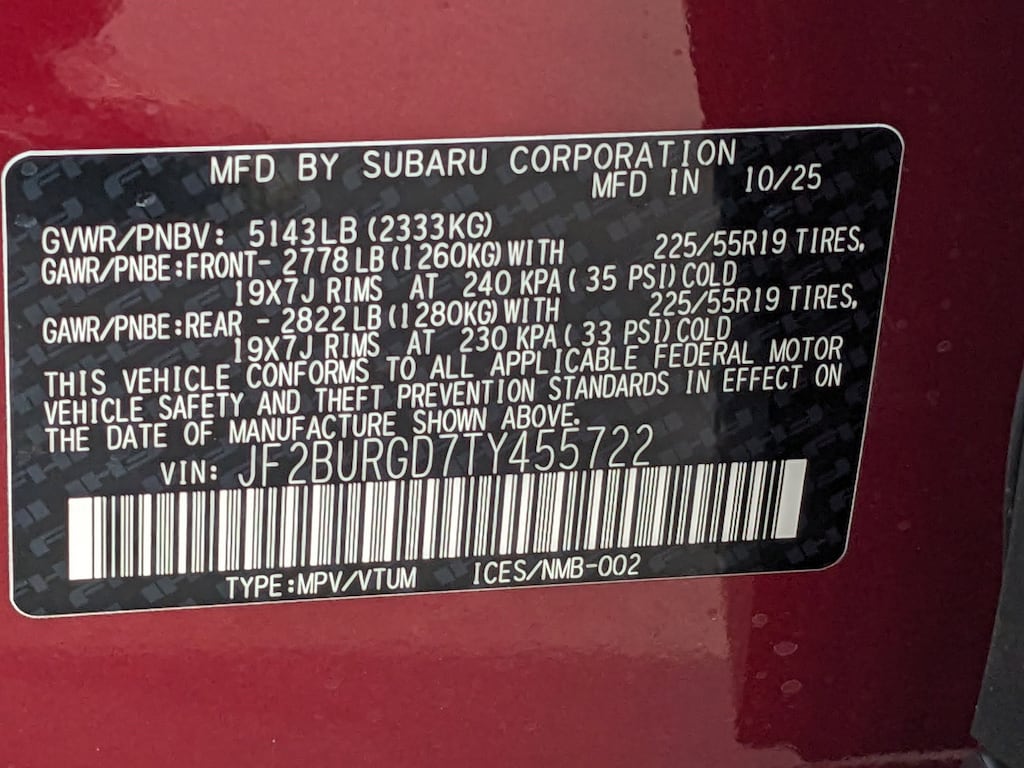 MFD BY SUBARU CORPORATION
MFD IN 10/25
GVWR/PNBV: 5143LB (2333KG)
GAWR/PNBE:FRONT- 2778 LB (1260KG) WITH 225/55R19 TIRES,
19X7J RIMS AT 240 KPA ( 35 PSI) COLD
GAWR/PNBE:REAR - 2822 LB (1280KG) WITH 225/55R19 TIRES,
19X7J RIMS AT 230 KPA ( 33 PSI) COLD
THIS VEHICLE CONFORMS TO ALL APPLICABLE FEDERAL MOTOR
VEHICLE SAFETY AND THEFT PREVENTION STANDARDS IN EFFECT ON
THE DATE OF MANUFACTURE SHOWN ABOVE.
VIN: JF2BURGD7TY455722
TYPE:MPV/VTUM ICES/NMB-002